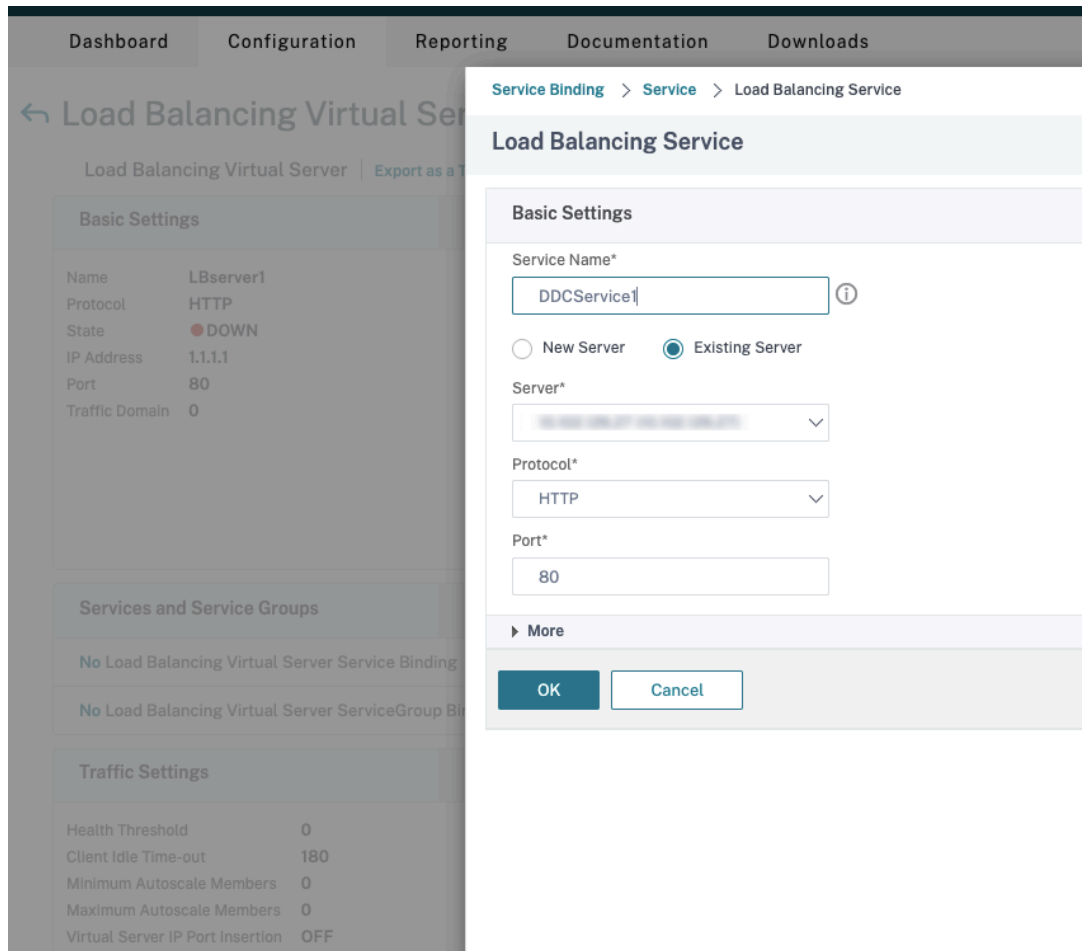 Dashboard Configuration Reporting Documentation Downloads
Load Balancing Virtual Ser
Load Balancing Virtual Server Export as a T
Basic Settings
Name LBserver1
Protocol HTTP
State DOWN
IP Address 1.1.1.1
Port 80
Traffic Domain 0
Services and Service Groups
No Load Balancing Virtual Server Service Binding
No Load Balancing Virtual Server ServiceGroup Bi
Traffic Settings
Health Threshold 0
Client Idle Time-out 180
Minimum Autoscale Members 0
Maximum Autoscale Members 0
Virtual Server IP Port Insertion OFF
Service Binding > Service > Load Balancing Service
Load Balancing Service
Basic Settings
Service Name*
DDCService1
New Server Existing Server
Server*
Protocol*
HTTP
Port*
80
More
OK Cancel